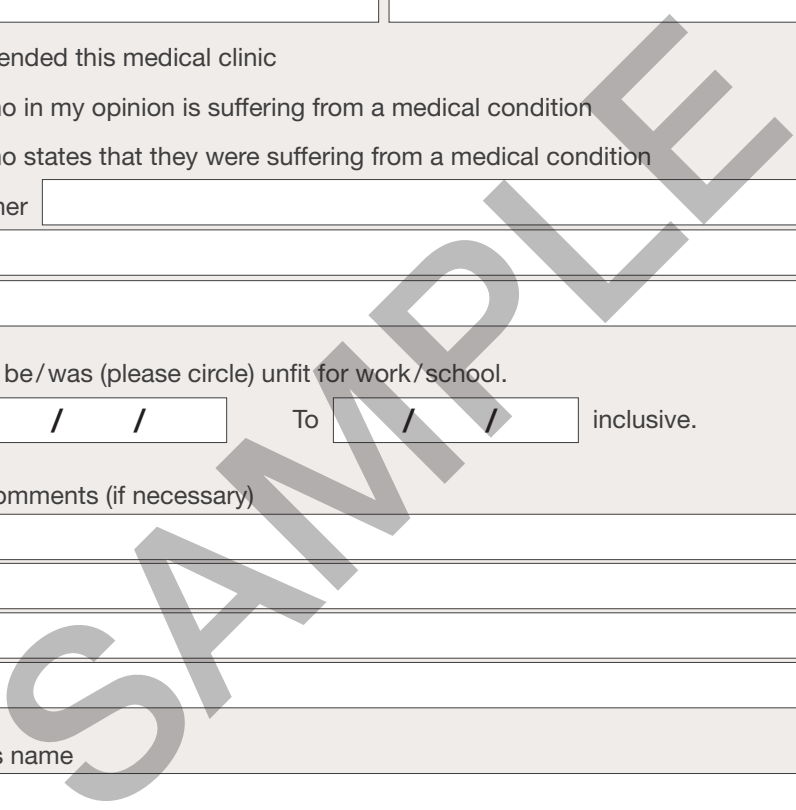 ended this medical clinic
o in my opinion is suffering from a medical condition
o states that they were suffering from a medical condition
her
be/was (please circle) unfit for work/school.
/ / To / / inclusive.
omments (if necessary)
s name
SAMPLE